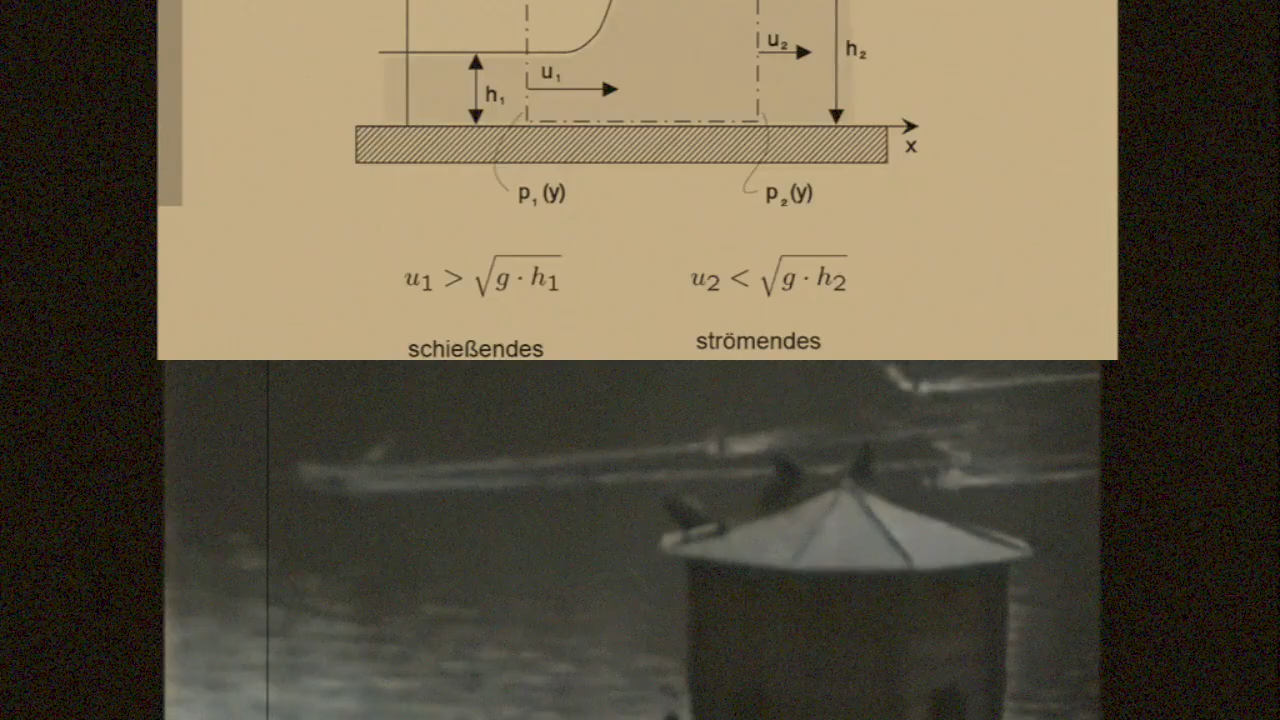 u₂
h₂
u₁
h₁
x
p₁(y) p₂(y)
u₁ > √g · h₁ u₂ < √g · h₂
schießendes strömendes